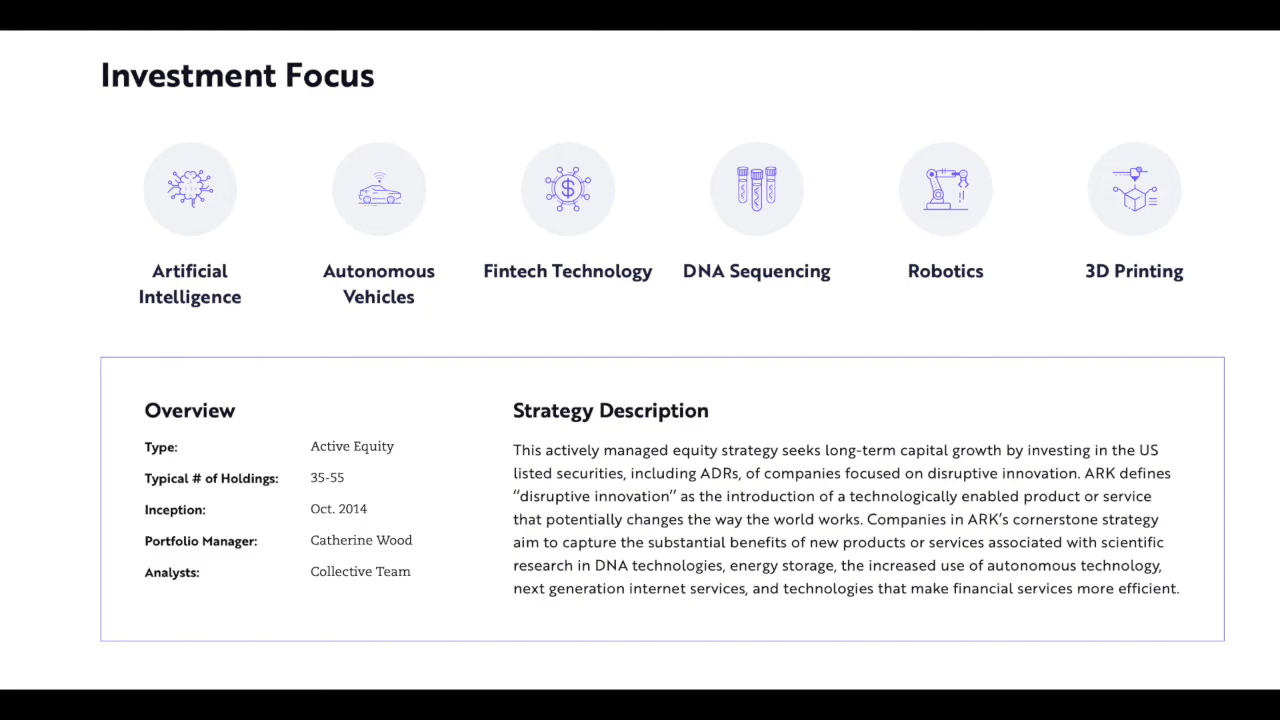 Investment Focus
Artificial
Intelligence
Autonomous
Vehicles
Fintech Technology
DNA Sequencing
Robotics
3D Printing
Overview
Type: Active Equity
Typical # of Holdings: 35-55
Inception: Oct. 2014
Portfolio Manager: Catherine Wood
Analysts: Collective Team
Strategy Description
This actively managed equity strategy seeks long-term capital growth by investing in the US
listed securities, including ADRs, of companies focused on disruptive innovation. ARK defines
“disruptive innovation” as the introduction of a technologically enabled product or service
that potentially changes the way the world works. Companies in ARK’s cornerstone strategy
aim to capture the substantial benefits of new products or services associated with scientific
research in DNA technologies, energy storage, the increased use of autonomous technology,
next generation internet services, and technologies that make financial services more efficient.